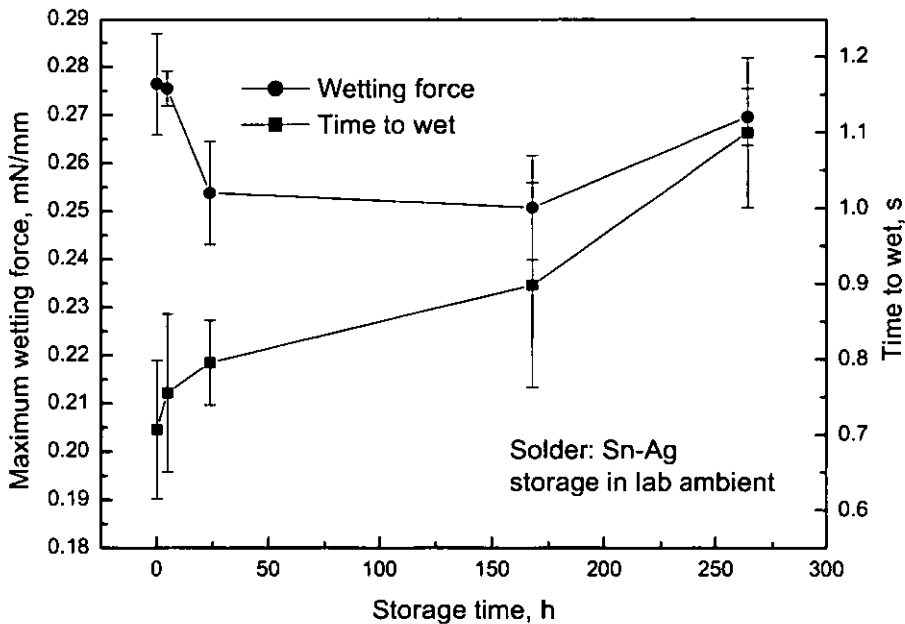 0.29
0.28
0.27
0.26
0.25
0.24
0.23
0.22
0.21
0.20
0.19
0.18
Maximum wetting force, mN/mm
Wetting force
Time to wet
Solder: Sn-Ag
storage in lab ambient
1.2
1.1
1.0
0.9
0.8
0.7
0.6
Time to wet, s
0 50 100 150 200 250 300
Storage time, h